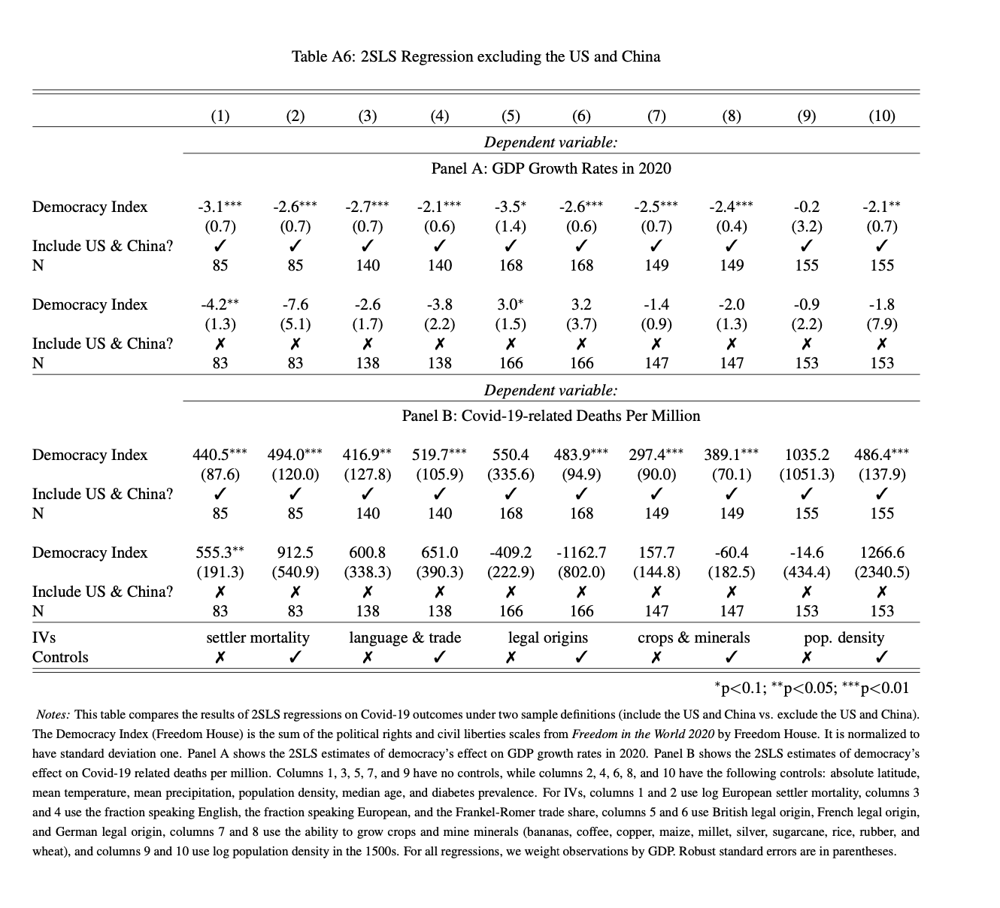 Table A6: 2SLS Regression excluding the US and China
(1) (2) (3) (4) (5) (6) (7) (8) (9) (10)
Dependent variable:
Panel A: GDP Growth Rates in 2020
Democracy Index -3.1*** -2.6*** -2.7*** -2.1*** -3.5* -2.6*** -2.5*** -2.4*** -0.2 -2.1**
(0.7) (0.7) (0.7) (0.6) (1.4) (0.6) (0.7) (0.4) (3.2) (0.7)
Include US & China? ✓ ✓ ✓ ✓ ✓ ✓ ✓ ✓ ✓ ✓
N 85 85 140 140 168 168 149 149 155 155
Democracy Index -4.2** -7.6 -2.6 -3.8 3.0* 3.2 -1.4 -2.0 -0.9 -1.8
(1.3) (5.1) (1.7) (2.2) (1.5) (3.7) (0.9) (1.3) (2.2) (7.9)
Include US & China? ✗ ✗ ✗ ✗ ✗ ✗ ✗ ✗ ✗ ✗
N 83 83 138 138 166 166 147 147 153 153
Dependent variable:
Panel B: Covid-19-related Deaths Per Million
Democracy Index 440.5*** 494.0*** 416.9** 519.7*** 550.4 483.9*** 297.4*** 389.1*** 1035.2 486.4***
(87.6) (120.0) (127.8) (105.9) (335.6) (94.9) (90.0) (70.1) (1051.3) (137.9)
Include US & China? ✓ ✓ ✓ ✓ ✓ ✓ ✓ ✓ ✓ ✓
N 85 85 140 140 168 168 149 149 155 155
Democracy Index 555.3** 912.5 600.8 651.0 -409.2 -1162.7 157.7 -60.4 -14.6 1266.6
(191.3) (540.9) (338.3) (390.3) (222.9) (802.0) (144.8) (182.5) (434.4) (2340.5)
Include US & China? ✗ ✗ ✗ ✗ ✗ ✗ ✗ ✗ ✗ ✗
N 83 83 138 138 166 166 147 147 153 153
IVs settler mortality language & trade legal origins crops & minerals pop. density
Controls ✗ ✓ ✗ ✓ ✗ ✓ ✗ ✓ ✗ ✓
*p<0.1; **p<0.05; ***p<0.01
Notes: This table compares the results of 2SLS regressions on Covid-19 outcomes under two sample definitions (include the US and China vs. exclude the US and China).
The Democracy Index (Freedom House) is the sum of the political rights and civil liberties scales from Freedom in the World 2020 by Freedom House. It is normalized to
have standard deviation one. Panel A shows the 2SLS estimates of democracy's effect on GDP growth rates in 2020. Panel B shows the 2SLS estimates of democracy's
effect on Covid-19 related deaths per million. Columns 1, 3, 5, 7, and 9 have no controls, while columns 2, 4, 6, 8, and 10 have the following controls: absolute latitude,
mean temperature, mean precipitation, population density, median age, and diabetes prevalence. For IVs, columns 1 and 2 use log European settler mortality, columns 3
and 4 use the fraction speaking English, the fraction speaking European, and the Frankel-Romer trade share, columns 5 and 6 use British legal origin, French legal origin,
and German legal origin, columns 7 and 8 use the ability to grow crops and mine minerals (bananas, coffee, copper, maize, millet, silver, sugarcane, rice, rubber, and
wheat), and columns 9 and 10 use log population density in the 1500s. For all regressions, we weight observations by GDP. Robust standard errors are in parentheses.